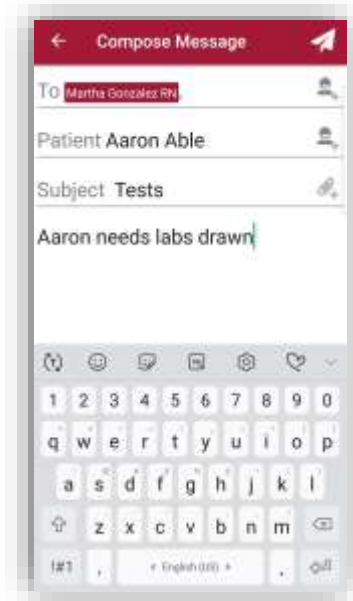 Compose Message
To Martha Gonzalez RN,
Patient Aaron Able
Subject Tests
Aaron needs labs drawn
1 2 3 4 5 6 7 8 9 0
q w e r t y u i o p
a s d f g h j k l
z x c v b n m
!#1 , English (US) .